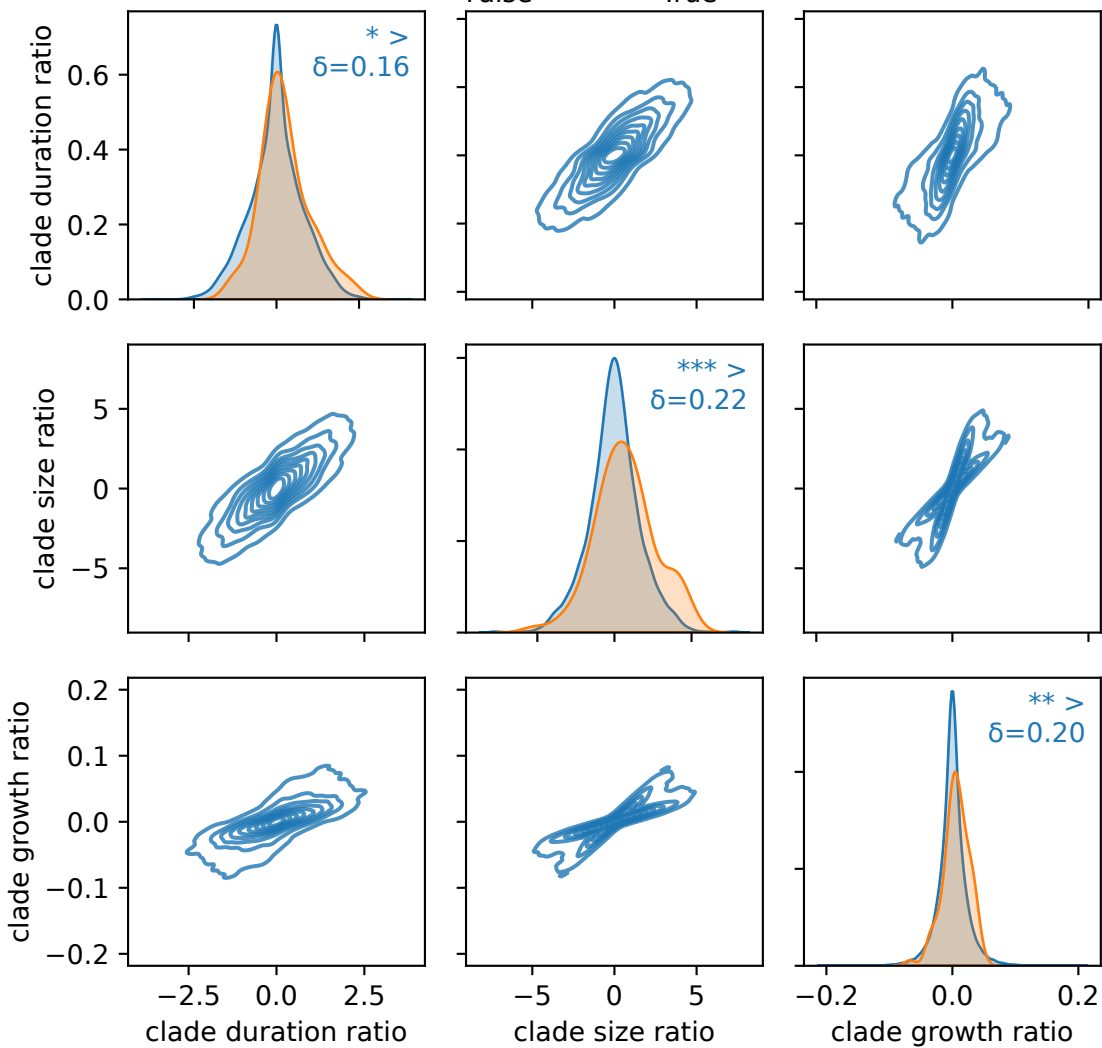 False True
clade duration ratio
0.6
0.4
0.2
0.0
* >
δ=0.16
clade size ratio
5
0
−5
*** >
δ=0.22
clade growth ratio
0.2
0.1
0.0
−0.1
−0.2
** >
δ=0.20
−2.5 0.0 2.5
−5 0 5
−0.2 0.0 0.2
clade duration ratio
clade size ratio
clade growth ratio